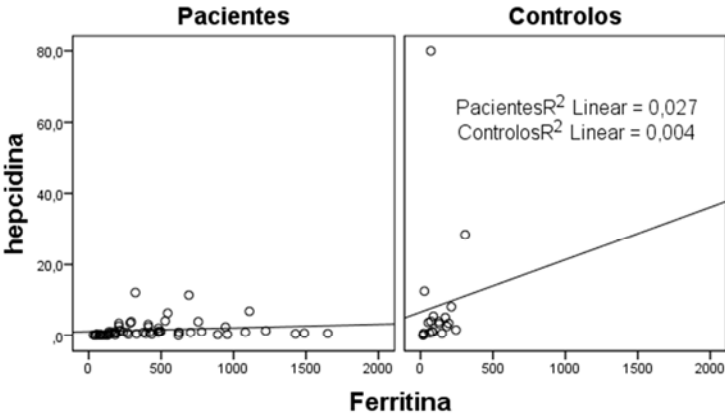 Pacientes
Controlos
hepcidina
80,0
60,0
40,0
20,0
,0
PacientesR² Linear = 0,027
ControlosR² Linear = 0,004
0 500 1000 1500 2000
0 500 1000 1500 2000
Ferritina